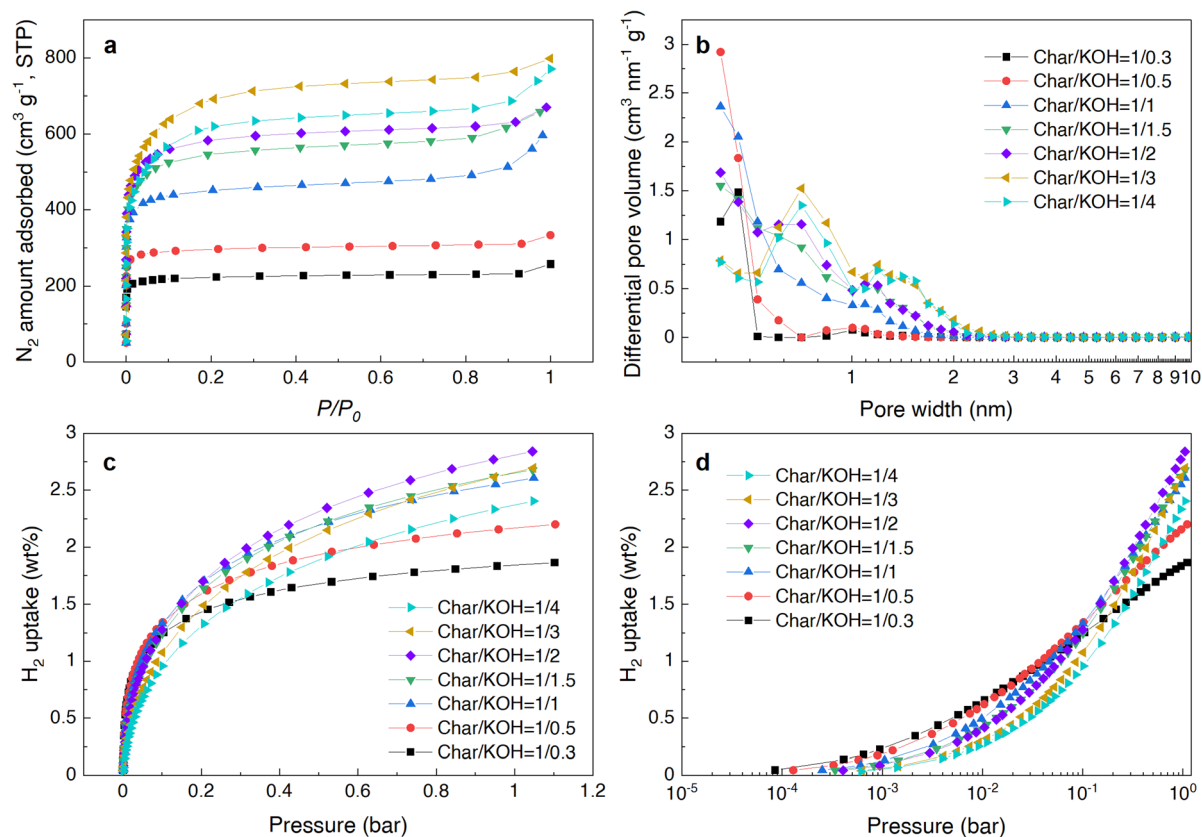 a
N₂ amount adsorbed (cm³ g⁻¹, STP)
800
600
400
200
0
0
0.2
0.4
0.6
0.8
1
P/P₀
b
Differential pore volume (cm³ nm⁻¹ g⁻¹)
3
2.5
2
1.5
1
0.5
0
Char/KOH=1/0.3
Char/KOH=1/0.5
Char/KOH=1/1
Char/KOH=1/1.5
Char/KOH=1/2
Char/KOH=1/3
Char/KOH=1/4
1
2
3
4
5
6
7
8
9
10
Pore width (nm)
c
H₂ uptake (wt%)
3
2.5
2
1.5
1
0.5
0
Char/KOH=1/4
Char/KOH=1/3
Char/KOH=1/2
Char/KOH=1/1.5
Char/KOH=1/1
Char/KOH=1/0.5
Char/KOH=1/0.3
0
0.2
0.4
0.6
0.8
1.0
1.2
Pressure (bar)
d
H₂ uptake (wt%)
3
2.5
2
1.5
1
0.5
0
Char/KOH=1/4
Char/KOH=1/3
Char/KOH=1/2
Char/KOH=1/1.5
Char/KOH=1/1
Char/KOH=1/0.5
Char/KOH=1/0.3
10⁻⁵
10⁻⁴
10⁻³
10⁻²
10⁻¹
10⁰
Pressure (bar)